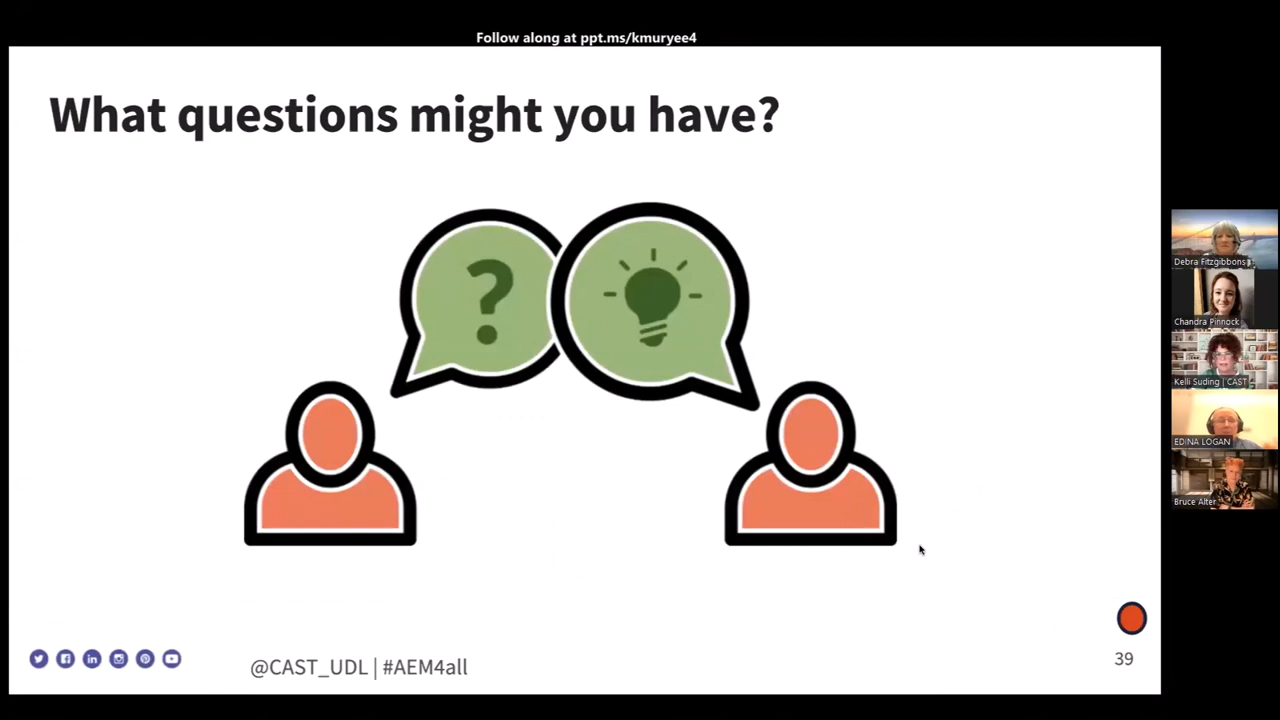 Follow along at ppt.ms/kmuryee4
What questions might you have?
?
Debra Fitzgibbons
Chandra Pinnock
Kelli Suding | CAST
EDINA LOGAN
Bruce Alter
@CAST_UDL | #AEM4all
39